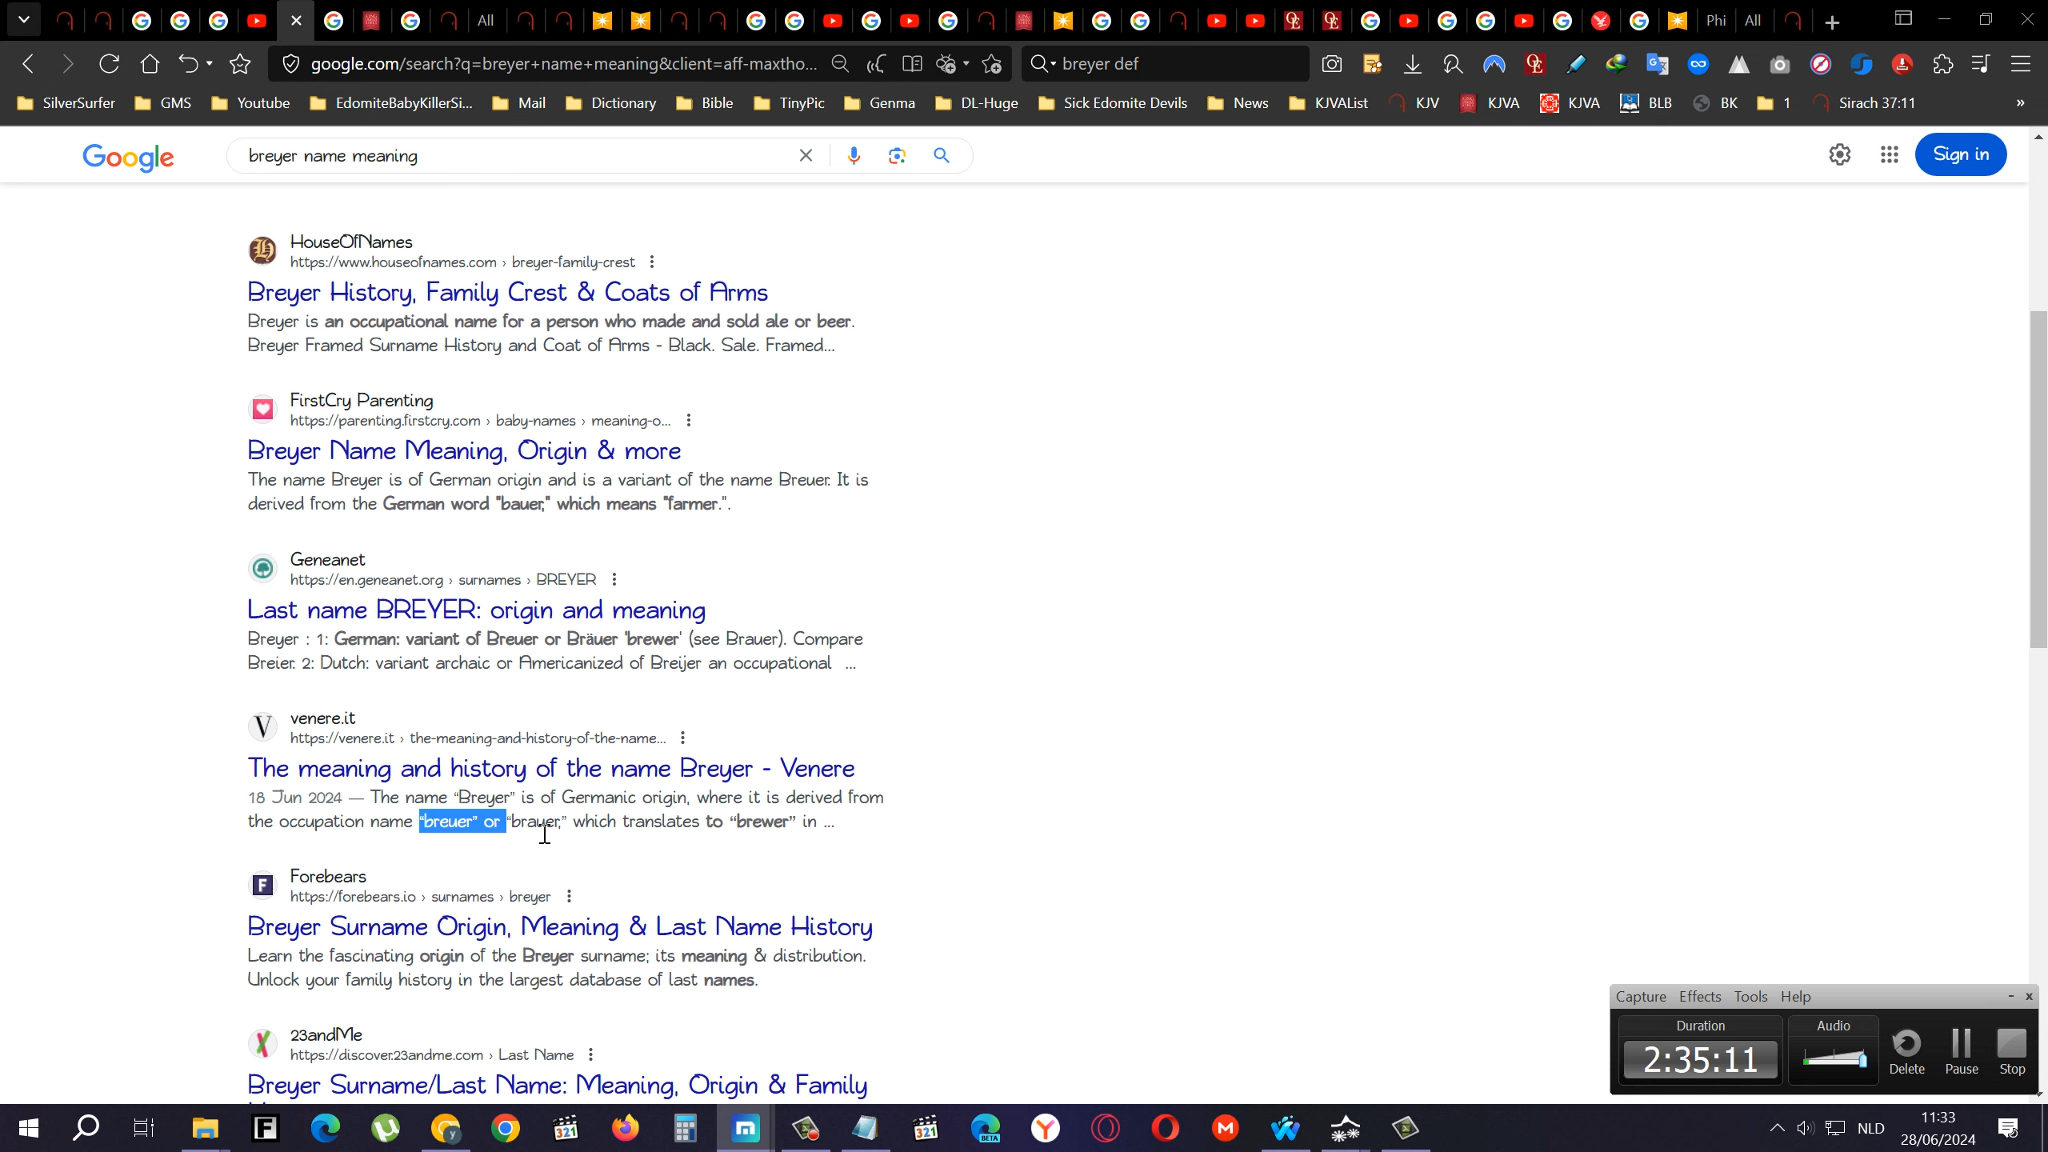 All
Phi
All
google.com/search?q=breyer+name+meaning&client=aff-maxtho...
breyer def
SilverSurfer
GMS
Youtube
EdomiteBabyKillerSi...
Mail
Dictionary
Bible
TinyPic
Genma
DL-Huge
Sick Edomite Devils
News
KJVAList
KJV
KJVA
KJVA
BLB
BK
1
Sirach 37:11
»
Google
breyer name meaning
Sign in
HouseOfNames
https://www.houseofnames.com › breyer-family-crest
Breyer History, Family Crest & Coats of Arms
Breyer is an occupational name for a person who made and sold ale or beer.
Breyer Framed Surname History and Coat of Arms - Black. Sale. Framed...
FirstCry Parenting
https://parenting.firstcry.com › baby-names › meaning-o...
Breyer Name Meaning, Origin & more
The name Breyer is of German origin and is a variant of the name Breuer. It is
derived from the German word "bauer," which means "farmer.".
Geneanet
https://en.geneanet.org › surnames › BREYER
Last name BREYER: origin and meaning
Breyer : 1: German: variant of Breuer or Bräuer 'brewer' (see Brauer). Compare
Breier. 2: Dutch: variant archaic or Americanized of Breijer an occupational ...
V
venere.it
https://venere.it › the-meaning-and-history-of-the-name...
The meaning and history of the name Breyer - Venere
18 Jun 2024 — The name “Breyer” is of Germanic origin, where it is derived from
the occupation name “breuer” or “brauer,” which translates to “brewer” in ...
F
Forebears
https://forebears.io › surnames › breyer
Breyer Surname Origin, Meaning & Last Name History
Learn the fascinating origin of the Breyer surname; its meaning & distribution.
Unlock your family history in the largest database of last names.
23andMe
https://discover.23andme.com › Last Name
Breyer Surname/Last Name: Meaning, Origin & Family
Capture Effects Tools Help
Duration
Audio
2:35:11
Delete
Pause
Stop
NLD
11:33
28/06/2024